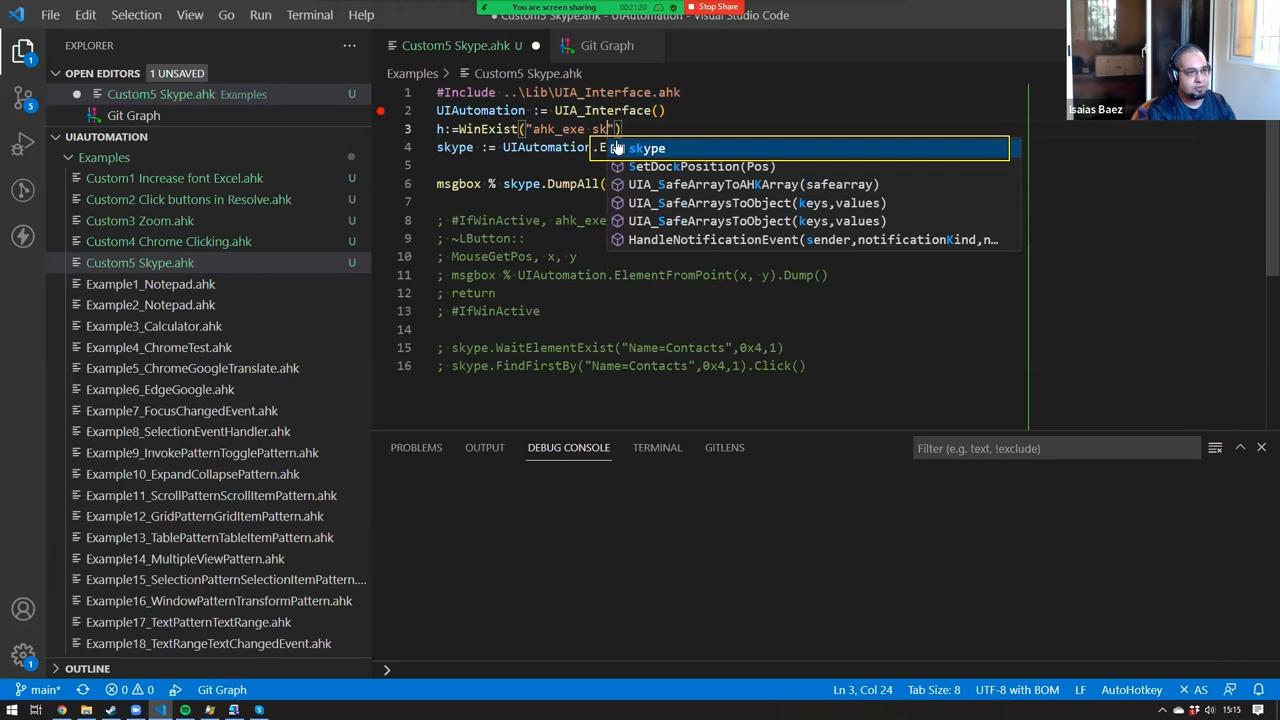 File Edit Selection View Go Run Terminal Help
You are screen sharing 00:21:20 Stop Share
Custom5 Skype.ahk - UIAutomation - Visual Studio Code
Isaias Baez
EXPLORER
OPEN EDITORS 1 UNSAVED
Custom5 Skype.ahk Examples U
Git Graph
UIAUTOMATION
Examples
Custom1 Increase font Excel.ahk U
Custom2 Click buttons in Resolve.ahk U
Custom3 Zoom.ahk U
Custom4 Chrome Clicking.ahk U
Custom5 Skype.ahk U
Example1_Notepad.ahk
Example2_Notepad.ahk
Example3_Calculator.ahk
Example4_ChromeTest.ahk
Example5_ChromeGoogleTranslate.ahk
Example6_EdgeGoogle.ahk
Example7_FocusChangedEvent.ahk
Example8_SelectionEventHandler.ahk
Example9_InvokePatternTogglePattern.ahk
Example10_ExpandCollapsePattern.ahk
Example11_ScrollPatternScrollItemPattern.ahk
Example12_GridPatternGridItemPattern.ahk
Example13_TablePatternTableItemPattern.ahk
Example14_MultipleViewPattern.ahk
Example15_SelectionPatternSelectionItemPattern....
Example16_WindowPatternTransformPattern.ahk
Example17_TextPatternTextRange.ahk
Example18_TextRangeTextChangedEvent.ahk
OUTLINE
Custom5 Skype.ahk U
Git Graph
Examples > Custom5 Skype.ahk
1 #Include ..\Lib\UIA_Interface.ahk
2 UIAutomation := UIA_Interface()
3 h:=WinExist("ahk_exe sk")
4 skype := UIAutomation.E
5
6 msgbox % skype.DumpAll(
7
8 ; #IfWinActive, ahk_exe
9 ; ~LButton::
10 ; MouseGetPos, x, y
11 ; msgbox % UIAutomation.ElementFromPoint(x, y).Dump()
12 ; return
13 ; #IfWinActive
14
15 ; skype.WaitElementExist("Name=Contacts",0x4,1)
16 ; skype.FindFirstBy("Name=Contacts",0x4,1).Click()
skype
SetDockPosition(Pos)
UIA_SafeArrayToAHKArray(safearray)
UIA_SafeArraysToObject(keys,values)
UIA_SafeArraysToObject(keys,values)
HandleNotificationEvent(sender,notificationKind,n...
PROBLEMS OUTPUT DEBUG CONSOLE TERMINAL GITLENS
Filter (e.g. text, !exclude)
main* 0 0 Git Graph Ln 3, Col 24 Tab Size: 8 UTF-8 with BOM LF AutoHotkey AS
15:15